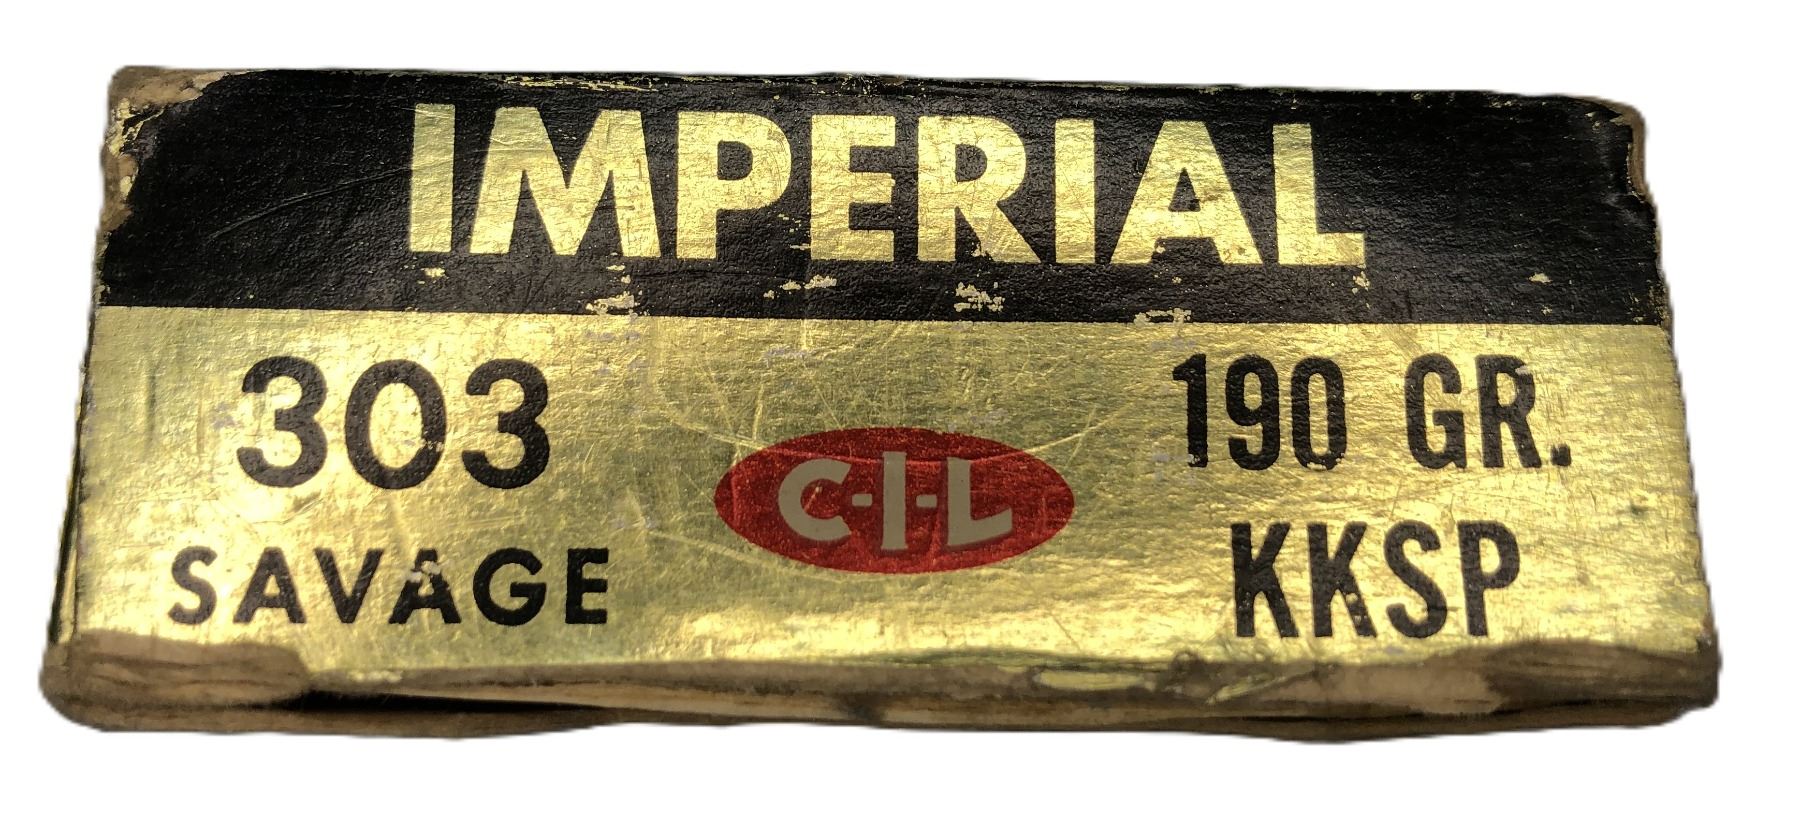 IMPERIAL
303
SAVAGE
C-I-L
190 GR.
KKSP